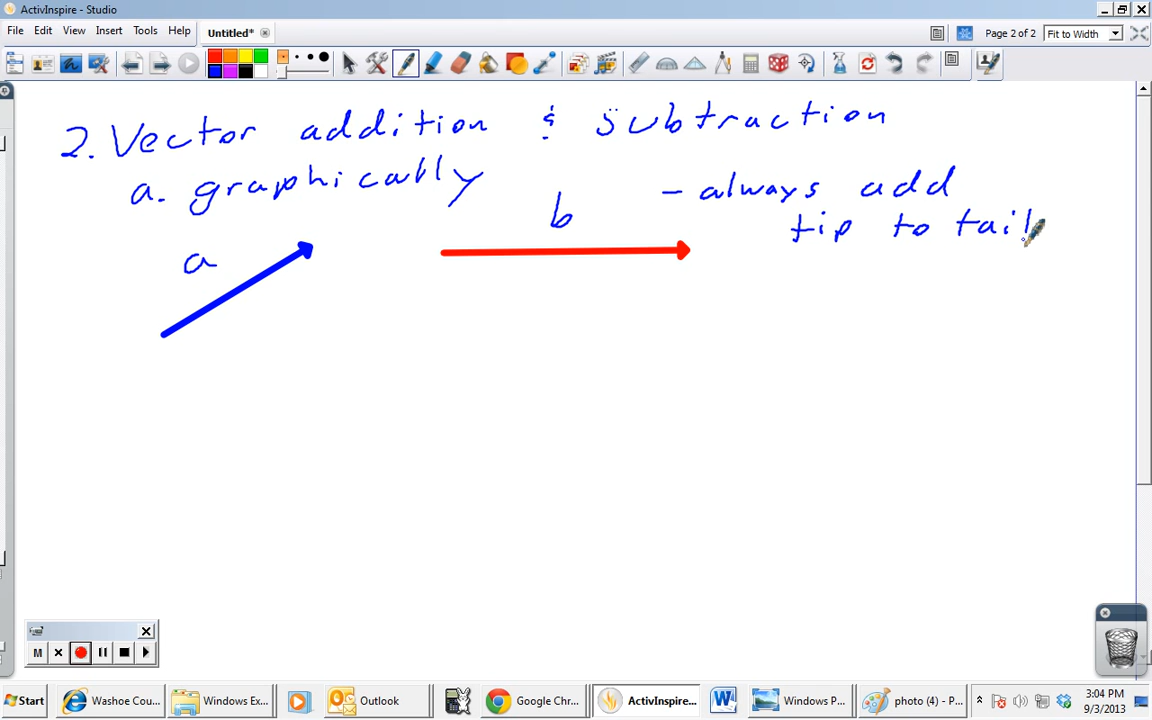 ActivInspire - Studio
File Edit View Insert Tools Help
Untitled*
Page 2 of 2
Fit to Width
2. Vector addition & subtraction
a. graphically
- always add
tip to tail
a
b
M
Start
Washoe Cou...
Windows Ex...
Outlook
Google Chr...
ActivInspire...
Windows P...
photo (4) - P...
3:04 PM
9/3/2013